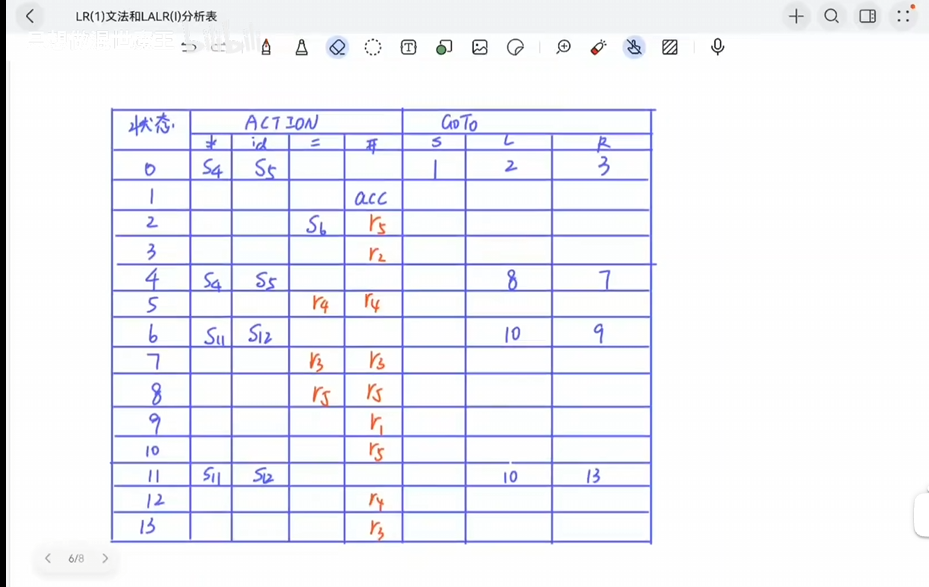 LR(1)文法和LALR(I)分析表
状态 ACTION GOTO
* id = # S L R
0 S4 S5 1 2 3
1 acc
2 S6 r5
3 r2
4 S4 S5 8 7
5 r4 r4
6 S11 S12 10 9
7 r3 r3
8 r5 r5
9 r1
10 r5
11 S11 S12 10 13
12 r4
13 r3
6/8